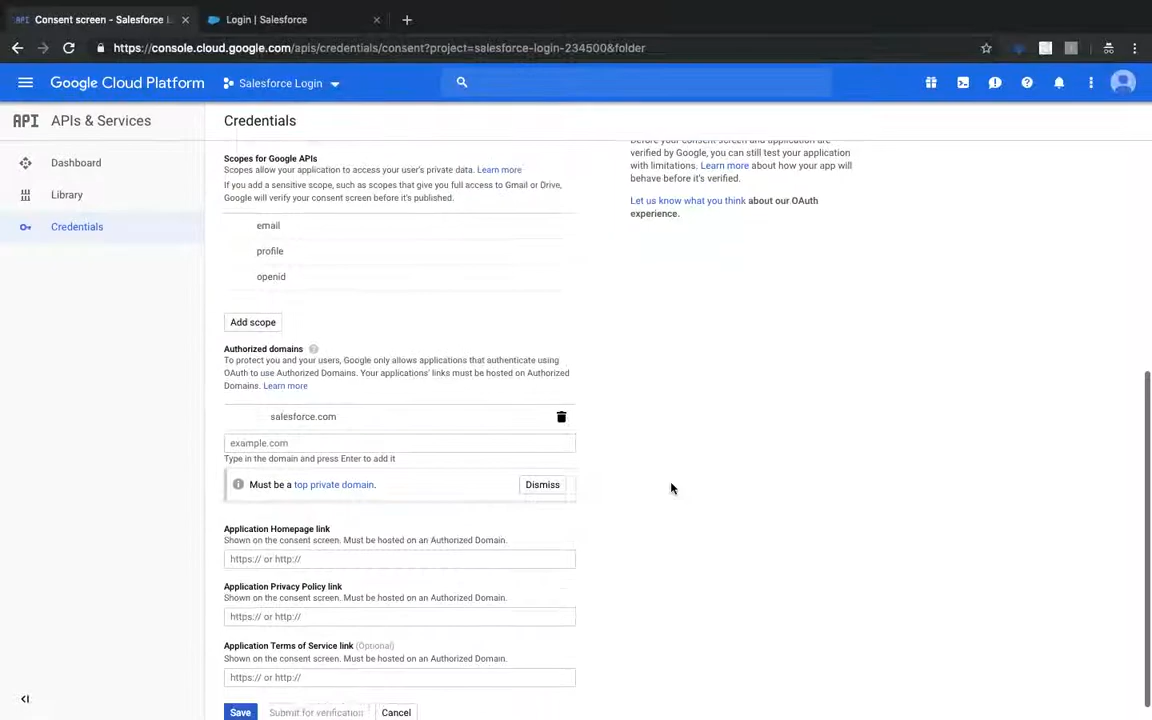 API Consent screen - Salesforce L
Login | Salesforce
https://console.cloud.google.com/apis/credentials/consent?project=salesforce-login-234500&folder
Google Cloud Platform
Salesforce Login
API APIs & Services
Credentials
Dashboard
Library
Credentials
Scopes for Google APIs
Scopes allow your application to access your user's private data. Learn more
If you add a sensitive scope, such as scopes that give you full access to Gmail or Drive,
Google will verify your consent screen before it's published.
email
profile
openid
Add scope
Authorized domains
To protect you and your users, Google only allows applications that authenticate using
OAuth to use Authorized Domains. Your applications' links must be hosted on Authorized
Domains. Learn more
salesforce.com
example.com
Type in the domain and press Enter to add it
Must be a top private domain.
Dismiss
Application Homepage link
Shown on the consent screen. Must be hosted on an Authorized Domain.
https:// or http://
Application Privacy Policy link
Shown on the consent screen. Must be hosted on an Authorized Domain.
https:// or http://
Application Terms of Service link (Optional)
Shown on the consent screen. Must be hosted on an Authorized Domain.
https:// or http://
Save
Submit for verification
Cancel
Before your consent screen and application are
verified by Google, you can still test your application
with limitations. Learn more about how your app will
behave before it's verified.
Let us know what you think about our OAuth
experience.